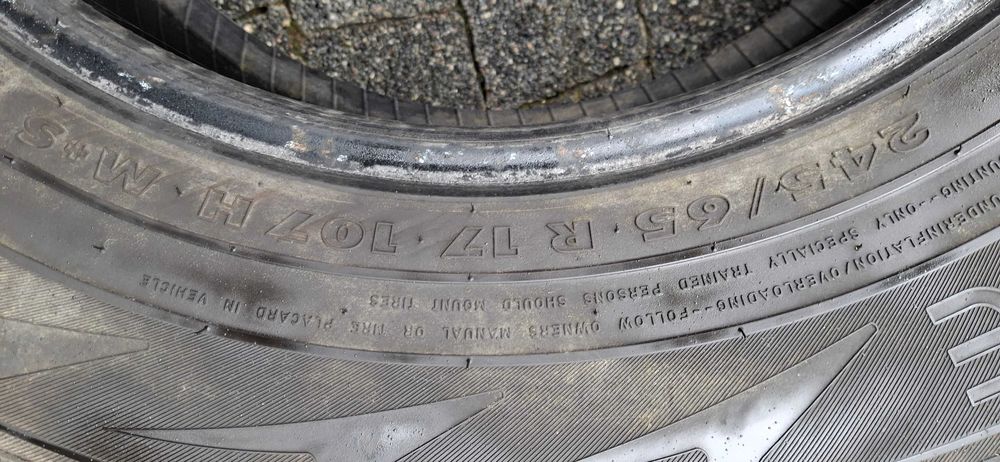 245/65 R 17 107 H M+S
UNDERINFLATION/OVERLOADING--FOLLOW OWNERS MANUAL OR TIRE PLACARD IN VEHICLE
UNTING--ONLY SPECIALLY TRAINED PERSONS SHOULD MOUNT TIRES